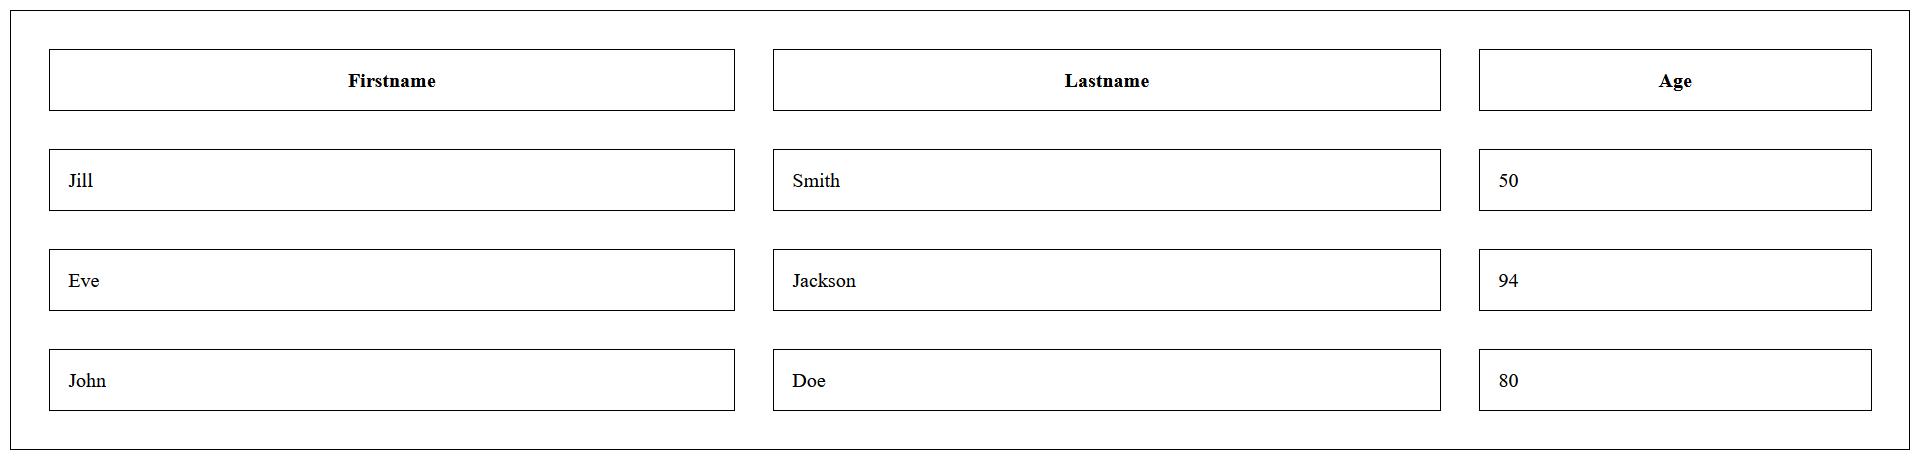 Firstname Lastname Age
Jill Smith 50
Eve Jackson 94
John Doe 80